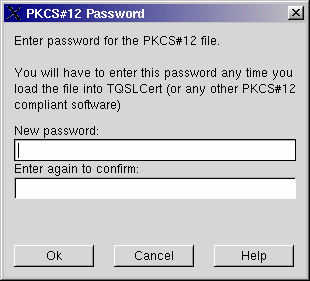 PKCS#12 Password
Enter password for the PKCS#12 file.
You will have to enter this password any time you
load the file into TQSLCert (or any other PKCS#12
compliant software)
New password:
Enter again to confirm:
Ok Cancel Help